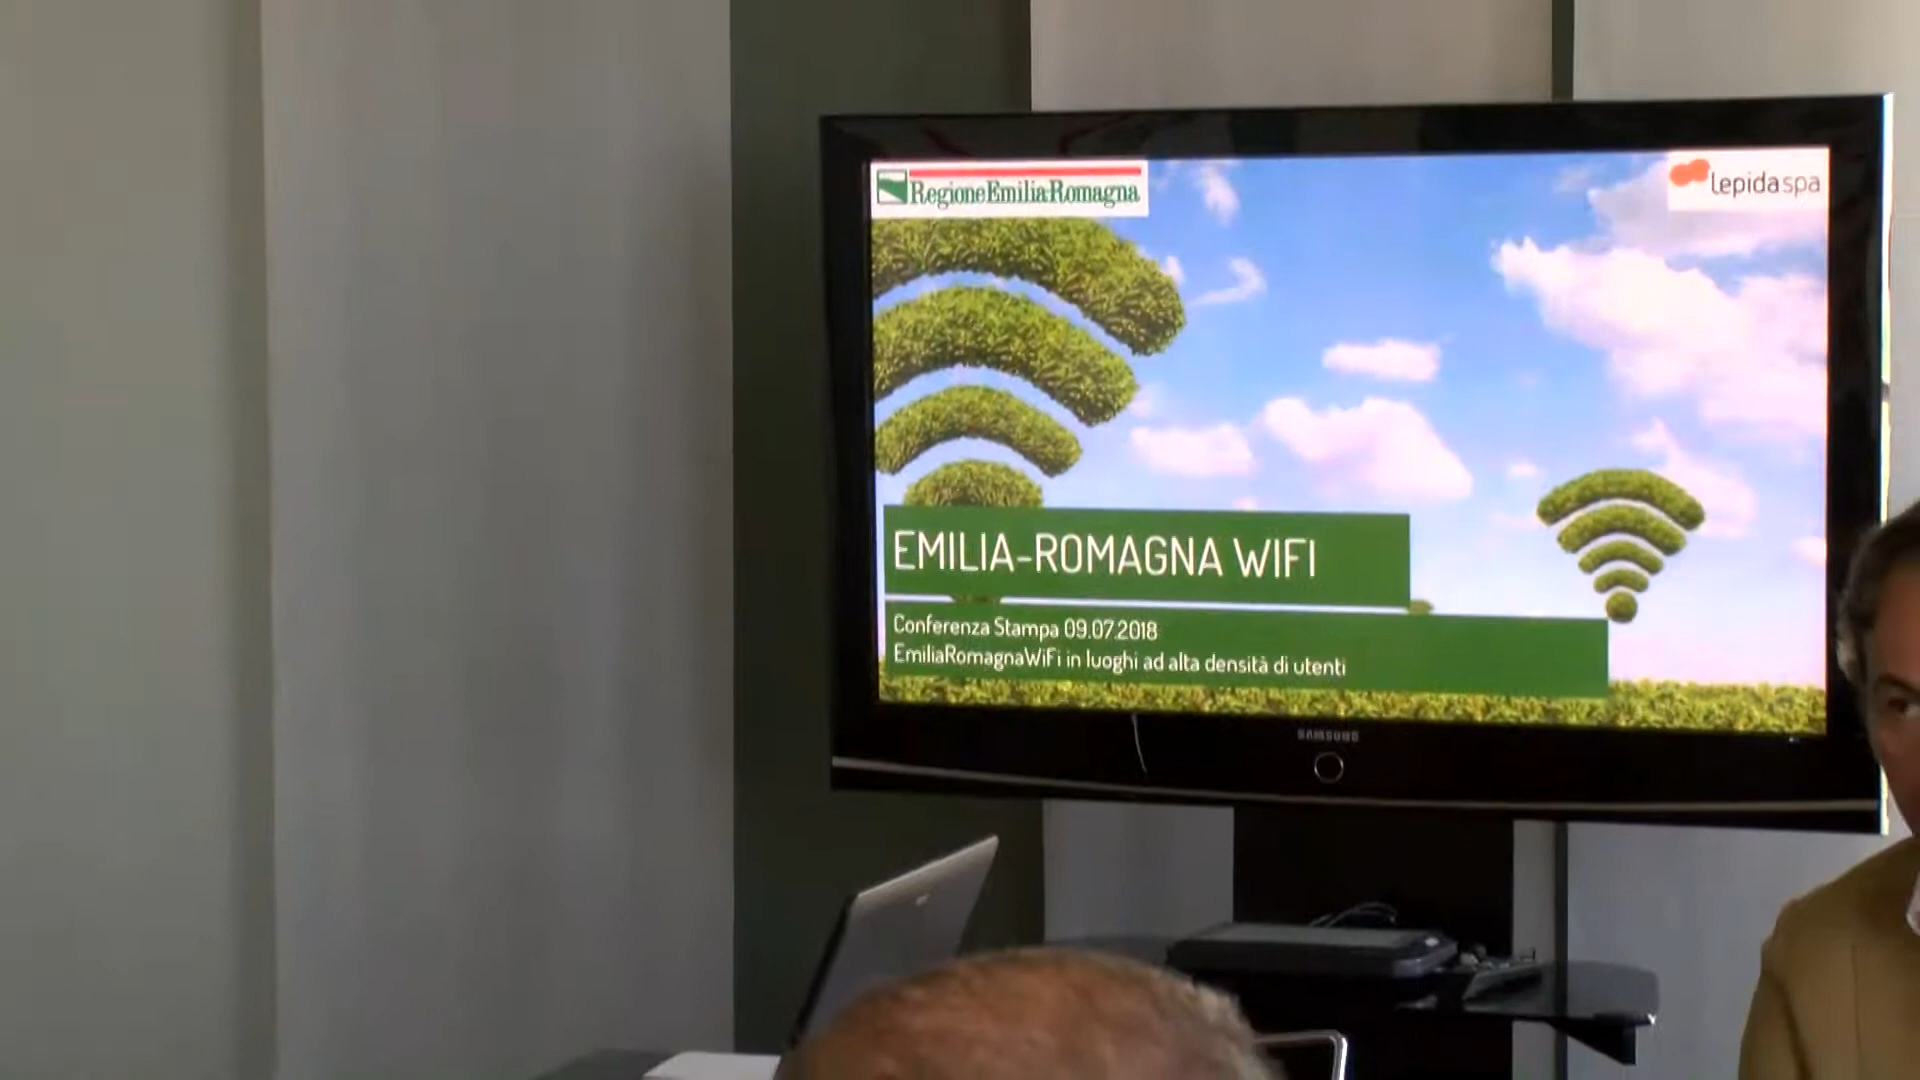 RegioneEmilia-Romagna
lepidaspa
EMILIA-ROMAGNA WIFI
Conferenza Stampa 09.07.2018
EmiliaRomagnaWiFi in luoghi ad alta densità di utenti
SAMSUNG